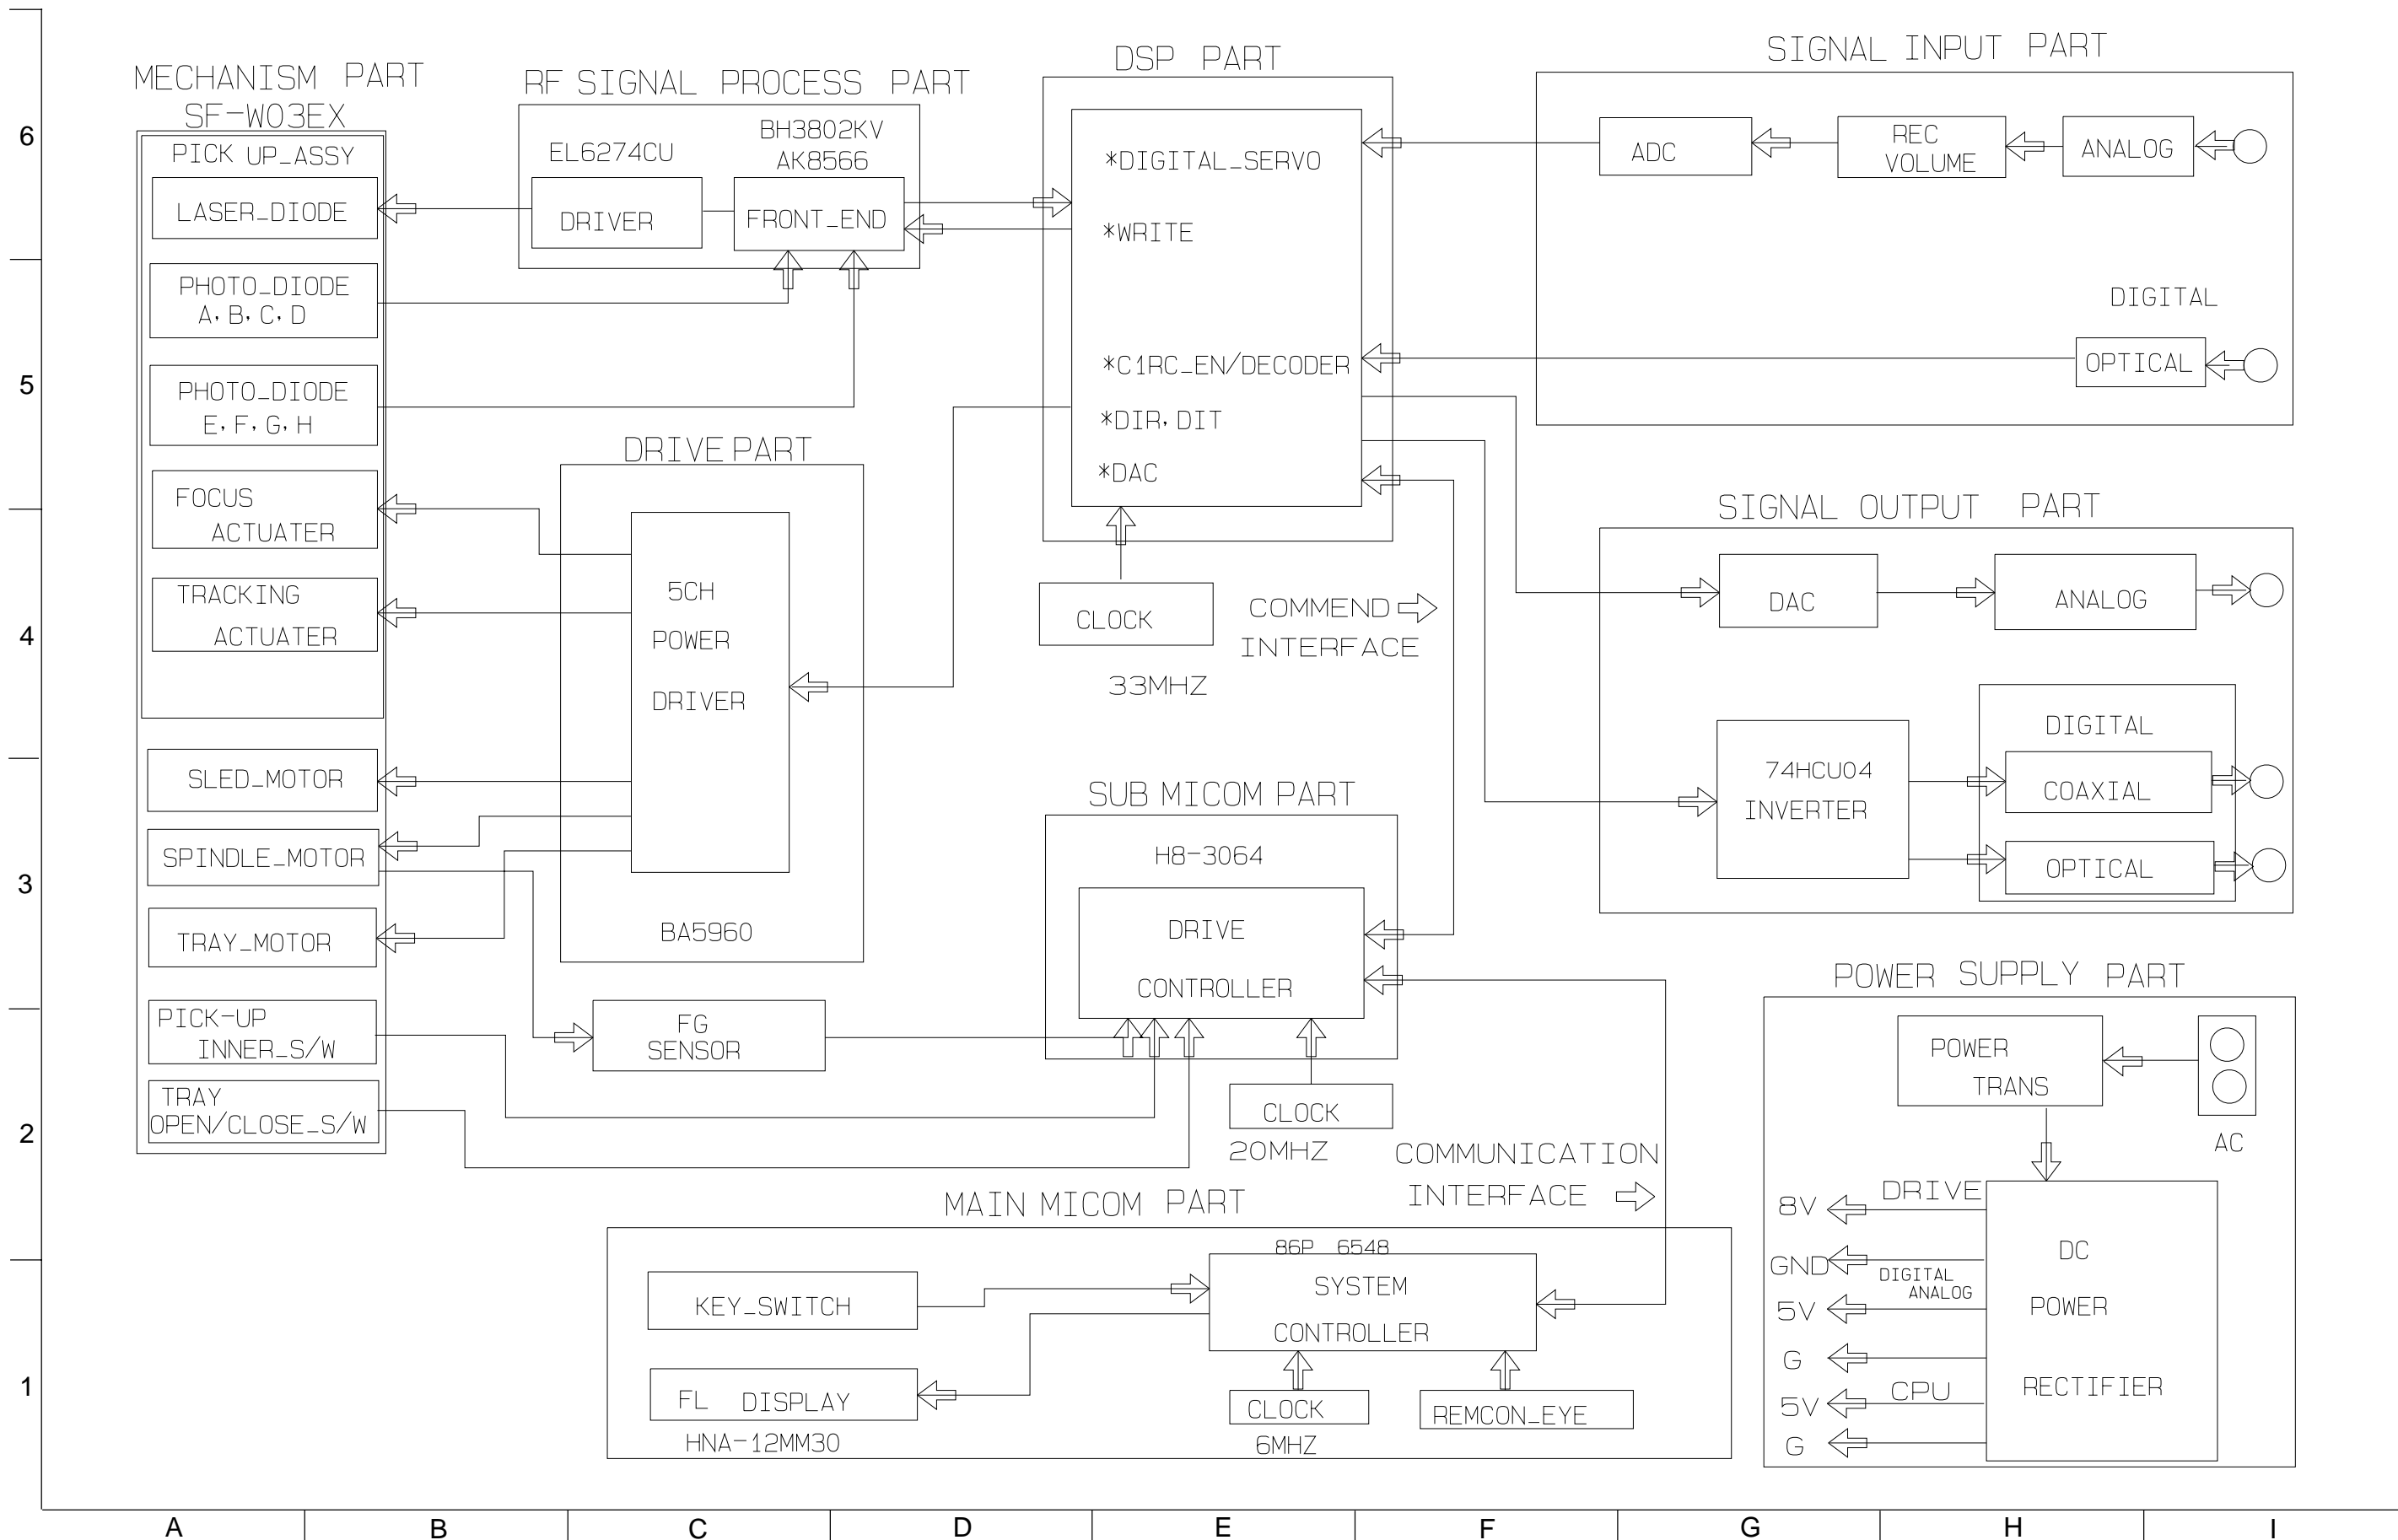 MECHANISM PART
SF-W03EX
PICK UP_ASSY
LASER_DIODE
PHOTO_DIODE
A, B, C, D
PHOTO_DIODE
E, F, G, H
FOCUS
ACTUATER
TRACKING
ACTUATER
SLED_MOTOR
SPINDLE_MOTOR
TRAY_MOTOR
PICK-UP
INNER_S/W
TRAY
OPEN/CLOSE_S/W
RF SIGNAL PROCESS PART
EL6274CU
BH3802KV
AK8566
DRIVER
FRONT_END
DRIVE PART
5CH
POWER
DRIVER
BA5960
FG
SENSOR
DSP PART
*DIGITAL_SERVO
*WRITE
*C1RC_EN/DECODER
*DIR, DIT
*DAC
CLOCK
33MHZ
COMMEND
INTERFACE
SUB MICOM PART
H8-3064
DRIVE
CONTROLLER
CLOCK
20MHZ
COMMUNICATION
INTERFACE
MAIN MICOM PART
86P 6548
SYSTEM
CONTROLLER
KEY_SWITCH
FL DISPLAY
HNA-12MM30
CLOCK
6MHZ
REMCON_EYE
SIGNAL INPUT PART
ADC
REC
VOLUME
ANALOG
DIGITAL
OPTICAL
SIGNAL OUTPUT PART
DAC
ANALOG
74HCU04
INVERTER
DIGITAL
COAXIAL
OPTICAL
POWER SUPPLY PART
POWER
TRANS
AC
DRIVE
8V
GND
DIGITAL
ANALOG
5V
G
CPU
5V
G
DC
POWER
RECTIFIER
6
5
4
3
2
1
A B C D E F G H I